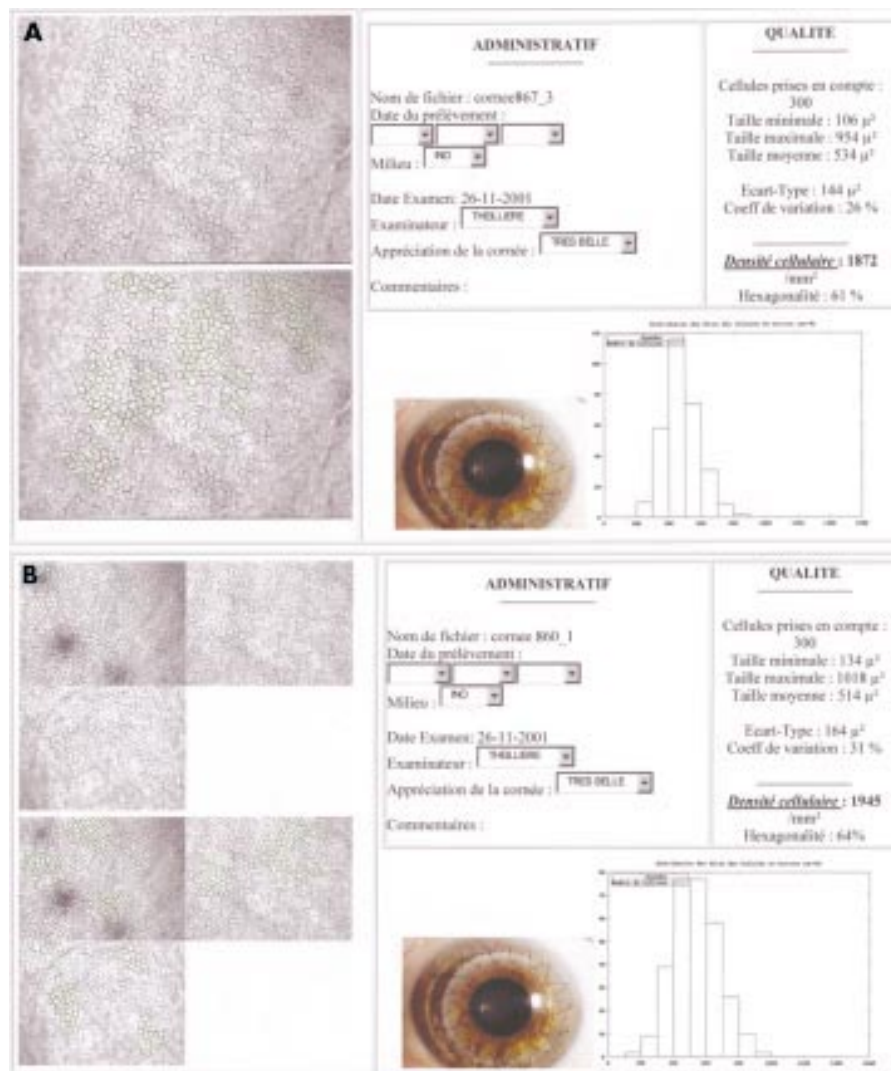 A
ADMINISTRATIF
Nom de fichier : cornee867_3
Date du prélèvement :
Milieu :
Date Examen: 26-11-2001
Examinateur : THEILLIERE
Appréciation de la cornée : TRES BELLE
Commentaires :
QUALITE
Cellules prises en compte :
300
Taille minimale : 106 µ²
Taille maximale : 954 µ²
Taille moyenne : 534 µ²
Ecart-Type : 144 µ²
Coeff de variation : 26 %
Densité cellulaire : 1872
/mm²
Hexagonalité : 61 %
B
ADMINISTRATIF
Nom de fichier : cornee 860_1
Date du prélèvement :
Milieu :
Date Examen: 26-11-2001
Examinateur : THEILLIERE
Appréciation de la cornée : TRES BELLE
Commentaires :
QUALITE
Cellules prises en compte :
300
Taille minimale : 134 µ²
Taille maximale : 1018 µ²
Taille moyenne : 514 µ²
Ecart-Type : 164 µ²
Coeff de variation : 31 %
Densité cellulaire : 1945
/mm²
Hexagonalité : 64%